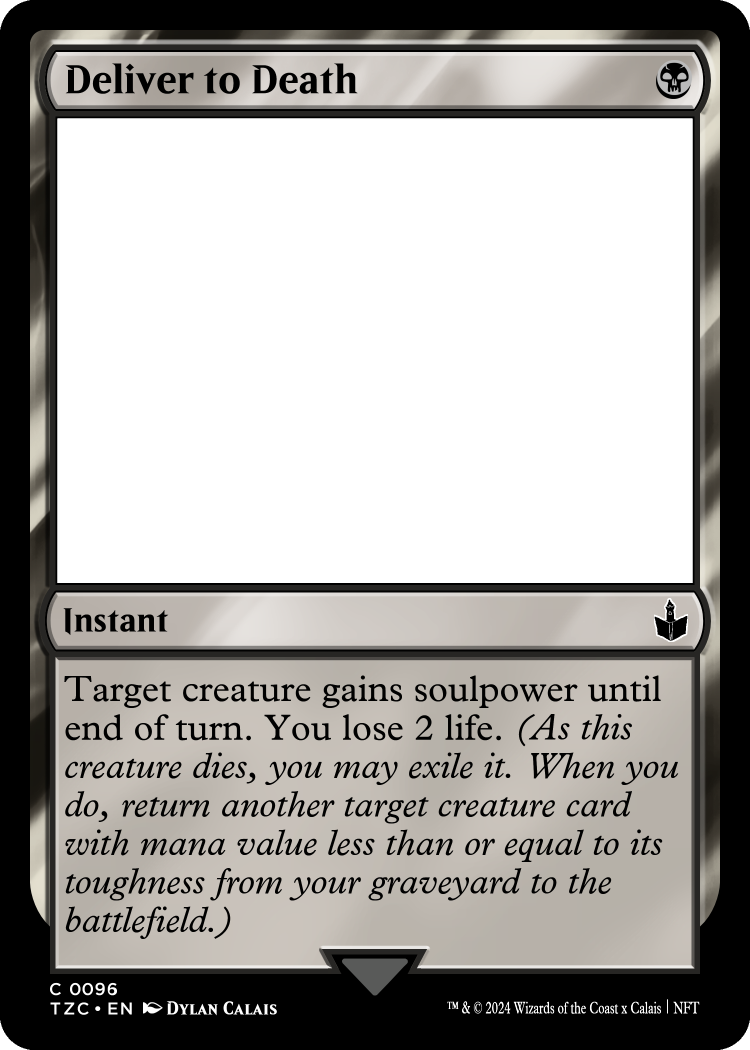 Deliver to Death
Instant
Target creature gains soulpower until
end of turn. You lose 2 life. (As this
creature dies, you may exile it. When you
do, return another target creature card
with mana value less than or equal to its
toughness from your graveyard to the
battlefield.)
C 0096
TZC • EN Dylan Calais
™ & © 2024 Wizards of the Coast x Calais | NFT